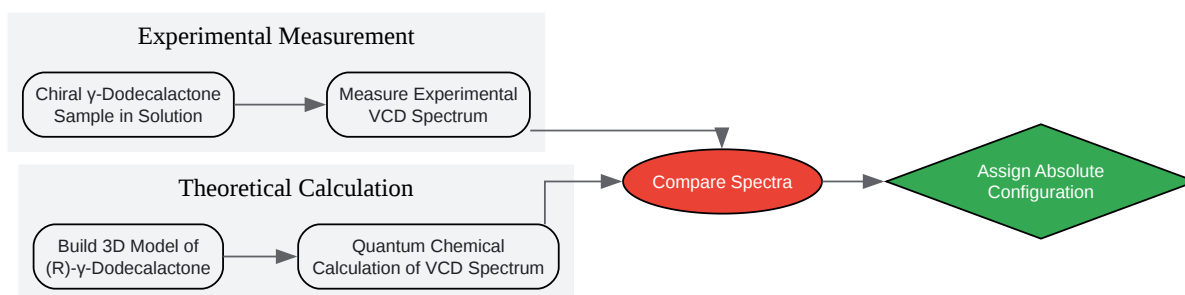 Experimental Measurement
Chiral γ-Dodecalactone
Sample in Solution
Measure Experimental
VCD Spectrum
Theoretical Calculation
Build 3D Model of
(R)-γ-Dodecalactone
Quantum Chemical
Calculation of VCD Spectrum
Compare Spectra
Assign Absolute
Configuration